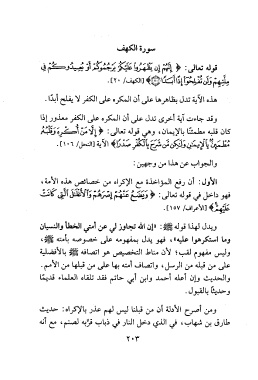 سورة الكهف
قوله تعالى: ﴿ إِنَّهُمْ إِن يَظْهَرُوا عَلَيْكُمْ يَرْجُمُوكُمْ أَوْ يُعِيدُوكُمْ فِي
مِلَّتِهِمْ وَلَن تُفْلِحُوا إِذًا أَبَدًا ﴾ [الكهف/ ٢٠].
هذه الآية تدل بظاهرها على أن المكره على الكفر لا يفلح أبدًا.
وقد جاءت آية أخرى تدل على أن المكره على الكفر معذور إذا
كان قلبه مطمئنًا بالإيمان، وهي قوله تعالى: ﴿ إِلَّا مَنْ أُكْرِهَ وَقَلْبُهُ
مُطْمَئِنٌّ بِالْإِيمَانِ وَلَكِن مَّن شَرَحَ بِالْكُفْرِ صَدْرًا ﴾ الآية [النحل/ ١٠٦].
والجواب عن هذا من وجهين:
الأول: أن رفع المؤاخذة مع الإكراه من خصائص هذه الأمة،
فهو داخل في قوله تعالى: ﴿ وَيَضَعُ عَنْهُمْ إِصْرَهُمْ وَالْأَغْلَالَ الَّتِي كَانَتْ
عَلَيْهِمْ ﴾ [الأعراف/ ١٥٧].
ويدل لهذا قوله ﷺ: «إن الله تجاوز لي عن أمتي الخطأ والنسيان
وما استكرهوا عليه»، فهو يدل بمفهومه على خصوصه بأمته ﷺ،
وليس مفهوم لقب؛ لأن مناط التخصيص هو اتصافه ﷺ بالأفضلية
على من قبله من الرسل، واتصاف أمته بها على من قبلها من الأمم.
والحديث وإن أعله أحمد وابن أبي حاتم فقد تلقاه العلماء قديمًا
وحديثًا بالقبول.
ومن أصرح الأدلة في أن من قبلنا ليس لهم عذر بالإكراه: حديث
طارق بن شهاب، في الذي دخل النار في ذباب قربه لصنم، مع أنه
٢٠٣